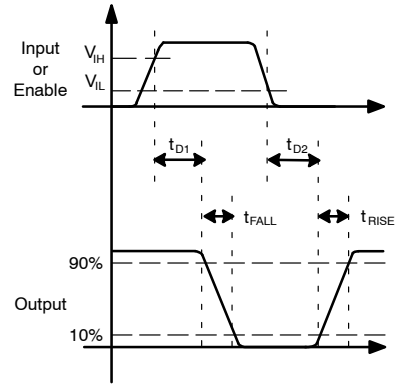 Input
or
Enable
V_IH
V_IL
t_D1
t_D2
t_FALL
t_RISE
90%
Output
10%